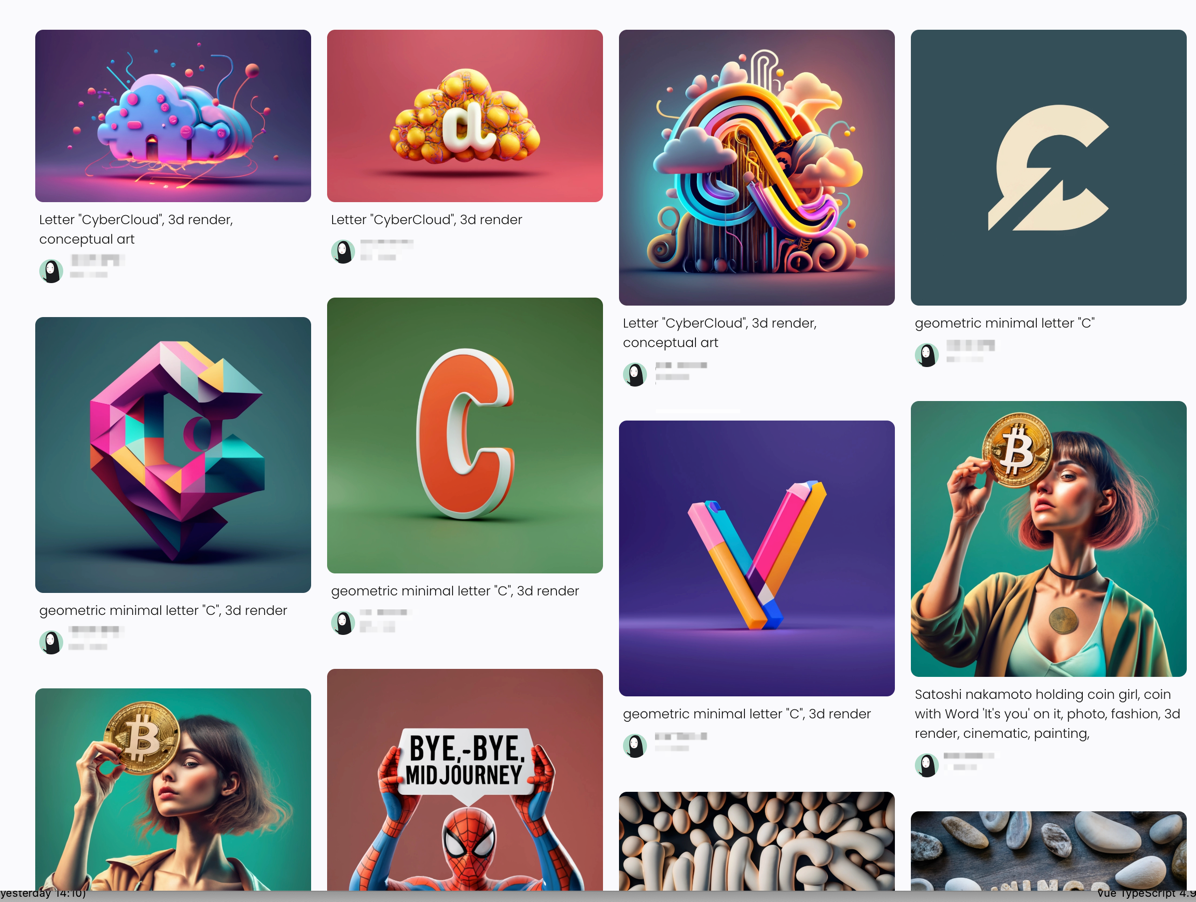 Letter "CyberCloud", 3d render,
conceptual art
a
Letter "CyberCloud", 3d render
Letter "CyberCloud", 3d render,
conceptual art
C
geometric minimal letter "C"
C
geometric minimal letter "C", 3d render
C
geometric minimal letter "C", 3d render
V
geometric minimal letter "C", 3d render
B
Satoshi nakamoto holding coin girl, coin
with Word 'It's you' on it, photo, fashion, 3d
render, cinematic, painting,
B
BYE,-BYE,
MIDJOURNEY
yesterday 14:10)
Vue TypeScript 4.9